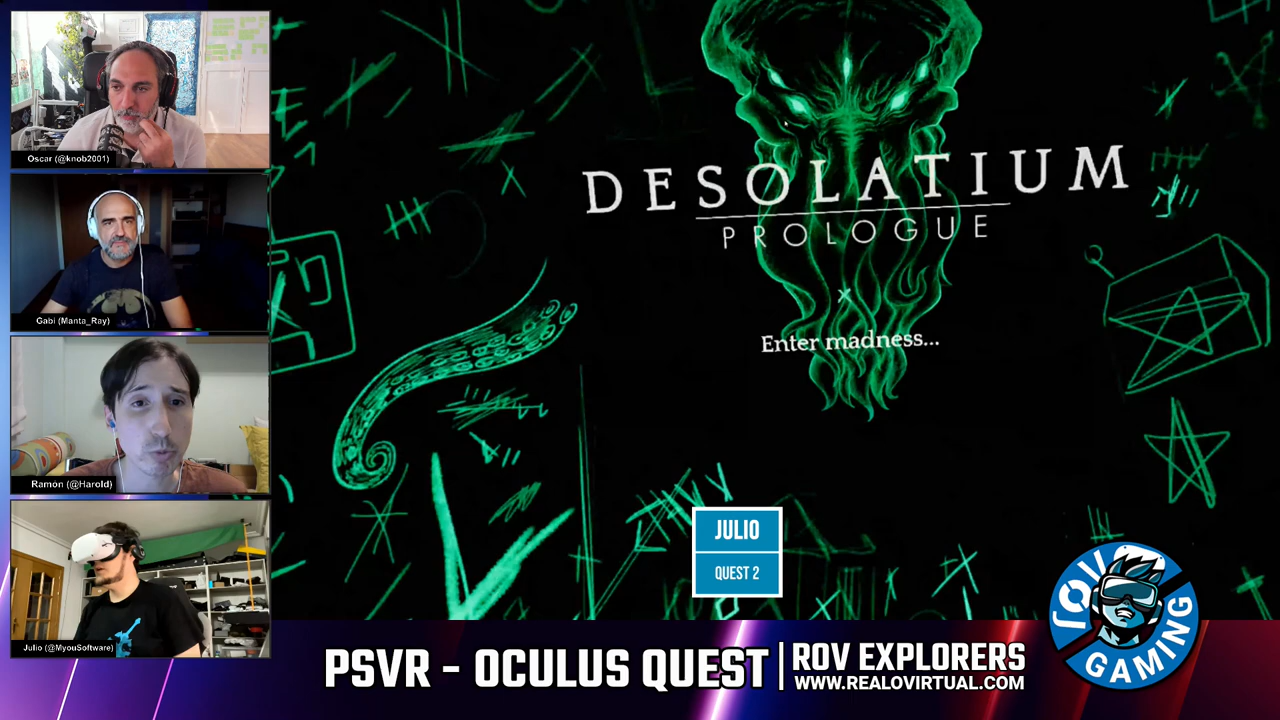 Oscar (@knob2001)
Gabi (Manta_Ray)
Ramón (@Harold)
Julio (@MyouSoftware)
DESOLATIUM
PROLOGUE
Enter madness...
JULIO
QUEST 2
PSVR - OCULUS QUEST
ROV EXPLORERS
WWW.REALOVIRTUAL.COM
ROV
GAMING